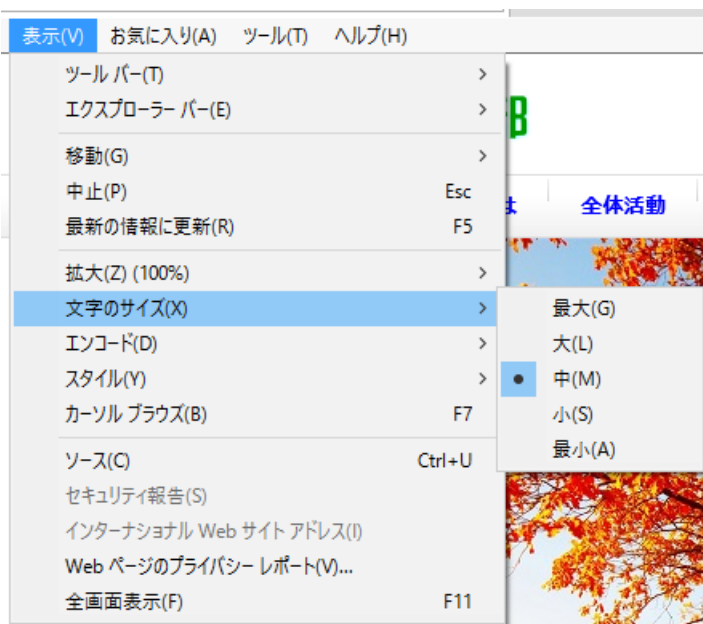 表示(V) お気に入り(A) ツール(T) ヘルプ(H)
ツール バー(T)
エクスプローラー バー(E)
移動(G)
中止(P) Esc
最新の情報に更新(R) F5
全体活動
拡大(Z) (100%)
文字のサイズ(X)
エンコード(D)
スタイル(Y)
カーソル ブラウズ(B) F7
最大(G)
大(L)
中(M)
小(S)
最小(A)
ソース(C) Ctrl+U
セキュリティ報告(S)
インターナショナル Web サイト アドレス(I)
Web ページのプライバシー レポート(V)...
全画面表示(F) F11